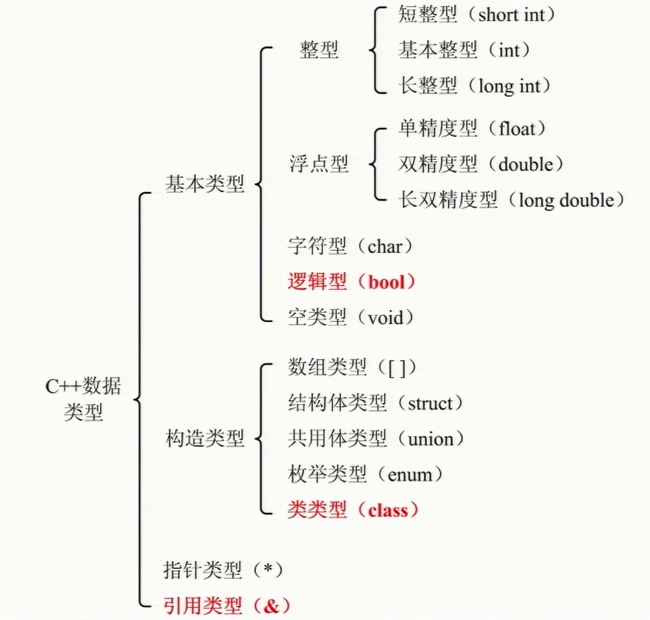 C++数据
类型
基本类型
整型
短整型（short int）
基本整型（int）
长整型（long int）
浮点型
单精度型（float）
双精度型（double）
长双精度型（long double）
字符型（char）
逻辑型（bool）
空类型（void）
构造类型
数组类型（[ ]）
结构体类型（struct）
共用体类型（union）
枚举类型（enum）
类类型（class）
指针类型（*）
引用类型（&）